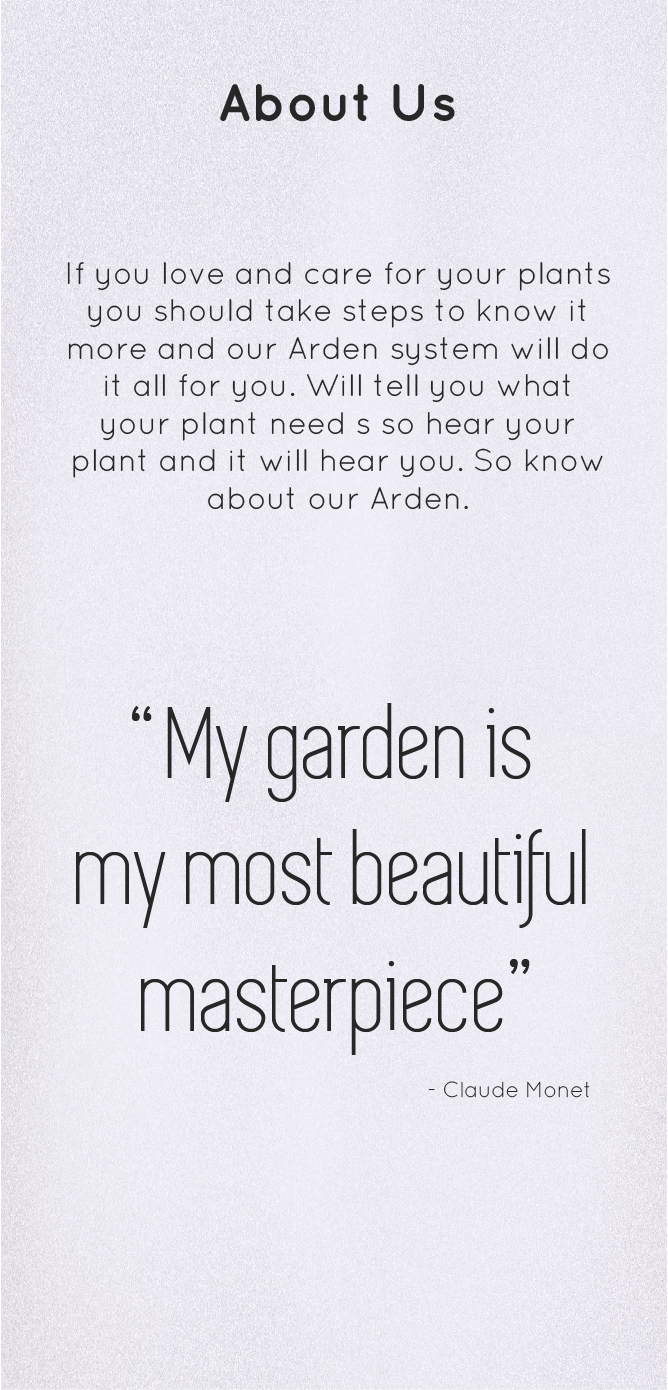 About Us
If you love and care for your plants
you should take steps to know it
more and our Arden system will do
it all for you. Will tell you what
your plant need s so hear your
plant and it will hear you. So know
about our Arden.
“ My garden is
my most beautiful
masterpiece”
- Claude Monet